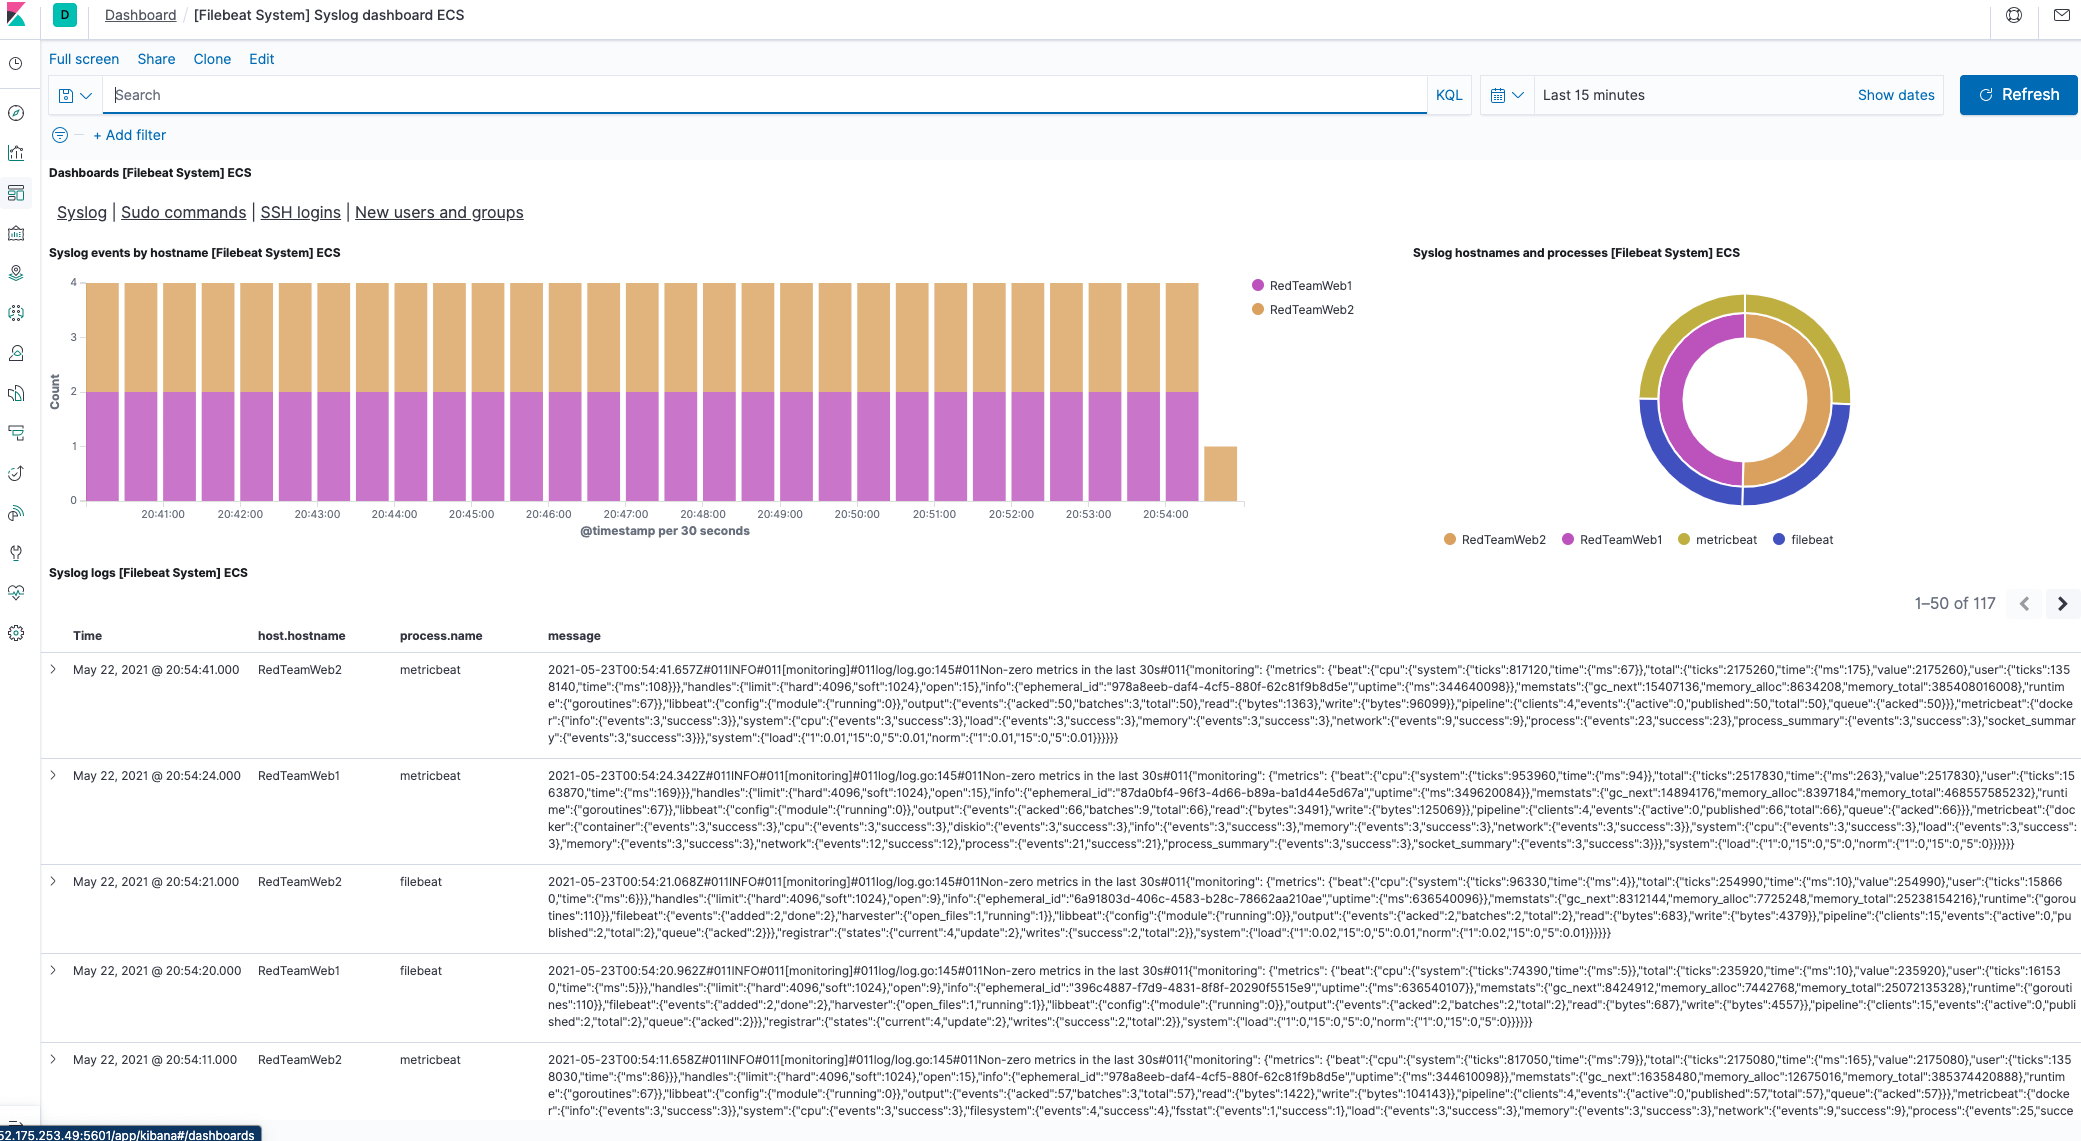 D Dashboard / [Filebeat System] Syslog dashboard ECS
Full screen Share Clone Edit
Search KQL Last 15 minutes Show dates Refresh
+ Add filter
Dashboards [Filebeat System] ECS
Syslog | Sudo commands | SSH logins | New users and groups
Syslog events by hostname [Filebeat System] ECS
4
3
2
1
0
Count
20:41:00 20:42:00 20:43:00 20:44:00 20:45:00 20:46:00 20:47:00 20:48:00 20:49:00 20:50:00 20:51:00 20:52:00 20:53:00 20:54:00
@timestamp per 30 seconds
RedTeamWeb1
RedTeamWeb2
Syslog hostnames and processes [Filebeat System] ECS
RedTeamWeb2 RedTeamWeb1 metricbeat filebeat
Syslog logs [Filebeat System] ECS
1–50 of 117
Time host.hostname process.name message
May 22, 2021 @ 20:54:41.000 RedTeamWeb2 metricbeat 2021-05-23T00:54:41.657Z#011INFO#011[monitoring]#011log/log.go:145#011Non-zero metrics in the last 30s#011{"monitoring": {"metrics": {"beat":{"cpu":{"system":{"ticks":817120,"time":{"ms":67}},"total":{"ticks":2175260,"time":{"ms":175},"value":2175260},"user":{"ticks":135
8140,"time":{"ms":108}}},"handles":{"limit":{"hard":4096,"soft":1024},"open":15},"info":{"ephemeral_id":"978a8eeb-daf4-4cf5-880f-62c81f9b8d5e","uptime":{"ms":344640098}},"memstats":{"gc_next":15407136,"memory_alloc":8634208,"memory_total":385408016008},"runtim
e":{"goroutines":67}},"libbeat":{"config":{"module":{"running":0}},"output":{"events":{"acked":50,"batches":3,"total":50},"read":{"bytes":1363},"write":{"bytes":96099}},"pipeline":{"clients":4,"events":{"active":0,"published":50,"total":50},"queue":{"acked":50}}},"metricbeat":{"docke
r":{"info":{"events":3,"success":3}},"system":{"cpu":{"events":3,"success":3},"load":{"events":3,"success":3},"memory":{"events":3,"success":3},"network":{"events":9,"success":9},"process":{"events":23,"success":23},"process_summary":{"events":3,"success":3},"socket_summar
y":{"events":3,"success":3}}},"system":{"load":{"1":0.01,"15":0,"5":0.01,"norm":{"1":0.01,"15":0,"5":0.01}}}}}}
May 22, 2021 @ 20:54:24.000 RedTeamWeb1 metricbeat 2021-05-23T00:54:24.342Z#011INFO#011[monitoring]#011log/log.go:145#011Non-zero metrics in the last 30s#011{"monitoring": {"metrics": {"beat":{"cpu":{"system":{"ticks":953960,"time":{"ms":94}},"total":{"ticks":2517830,"time":{"ms":263},"value":2517830},"user":{"ticks":15
63870,"time":{"ms":169}}},"handles":{"limit":{"hard":4096,"soft":1024},"open":15},"info":{"ephemeral_id":"87da0bf4-96f3-4d66-b89a-ba1d44e5d67a","uptime":{"ms":349620084}},"memstats":{"gc_next":14894176,"memory_alloc":8397184,"memory_total":468557585232},"runti
me":{"goroutines":67}},"libbeat":{"config":{"module":{"running":0}},"output":{"events":{"acked":66,"batches":9,"total":66},"read":{"bytes":3491},"write":{"bytes":125069}},"pipeline":{"clients":4,"events":{"active":0,"published":66,"total":66},"queue":{"acked":66}}},"metricbeat":{"doc
ker":{"container":{"events":3,"success":3},"cpu":{"events":3,"success":3},"diskio":{"events":3,"success":3},"info":{"events":3,"success":3},"memory":{"events":3,"success":3},"network":{"events":3,"success":3}},"system":{"cpu":{"events":3,"success":3},"load":{"events":3,"success":
3},"memory":{"events":3,"success":3},"network":{"events":12,"success":12},"process":{"events":21,"success":21},"process_summary":{"events":3,"success":3},"socket_summary":{"events":3,"success":3}}},"system":{"load":{"1":0,"15":0,"5":0,"norm":{"1":0,"15":0,"5":0}}}}}}
May 22, 2021 @ 20:54:21.000 RedTeamWeb2 filebeat 2021-05-23T00:54:21.068Z#011INFO#011[monitoring]#011log/log.go:145#011Non-zero metrics in the last 30s#011{"monitoring": {"metrics": {"beat":{"cpu":{"system":{"ticks":96330,"time":{"ms":4}},"total":{"ticks":254990,"time":{"ms":10},"value":254990},"user":{"ticks":15866
0,"time":{"ms":6}}},"handles":{"limit":{"hard":4096,"soft":1024},"open":9},"info":{"ephemeral_id":"6a91803d-406c-4583-b28c-78662aa210ae","uptime":{"ms":636540096}},"memstats":{"gc_next":8312144,"memory_alloc":7725248,"memory_total":25238154216},"runtime":{"gorou
tines":110}},"filebeat":{"events":{"added":2,"done":2},"harvester":{"open_files":1,"running":1}},"libbeat":{"config":{"module":{"running":0}},"output":{"events":{"acked":2,"batches":2,"total":2},"read":{"bytes":683},"write":{"bytes":4379}},"pipeline":{"clients":15,"events":{"active":0,"pu
blished":2,"total":2},"queue":{"acked":2}}},"registrar":{"states":{"current":4,"update":2},"writes":{"success":2,"total":2}},"system":{"load":{"1":0.02,"15":0,"5":0.01,"norm":{"1":0.02,"15":0,"5":0.01}}}}}}
May 22, 2021 @ 20:54:20.000 RedTeamWeb1 filebeat 2021-05-23T00:54:20.962Z#011INFO#011[monitoring]#011log/log.go:145#011Non-zero metrics in the last 30s#011{"monitoring": {"metrics": {"beat":{"cpu":{"system":{"ticks":74390,"time":{"ms":5}},"total":{"ticks":235920,"time":{"ms":10},"value":235920},"user":{"ticks":16153
0,"time":{"ms":5}}},"handles":{"limit":{"hard":4096,"soft":1024},"open":9},"info":{"ephemeral_id":"396c4887-f7d9-4831-8f8f-20290f5515e9","uptime":{"ms":636540107}},"memstats":{"gc_next":8424912,"memory_alloc":7442768,"memory_total":25072135328},"runtime":{"gorouti
nes":110}},"filebeat":{"events":{"added":2,"done":2},"harvester":{"open_files":1,"running":1}},"libbeat":{"config":{"module":{"running":0}},"output":{"events":{"acked":2,"batches":2,"total":2},"read":{"bytes":687},"write":{"bytes":4557}},"pipeline":{"clients":15,"events":{"active":0,"publi
shed":2,"total":2},"queue":{"acked":2}}},"registrar":{"states":{"current":4,"update":2},"writes":{"success":2,"total":2}},"system":{"load":{"1":0,"15":0,"5":0,"norm":{"1":0,"15":0,"5":0}}}}}}
May 22, 2021 @ 20:54:11.000 RedTeamWeb2 metricbeat 2021-05-23T00:54:11.658Z#011INFO#011[monitoring]#011log/log.go:145#011Non-zero metrics in the last 30s#011{"monitoring": {"metrics": {"beat":{"cpu":{"system":{"ticks":817050,"time":{"ms":79}},"total":{"ticks":2175080,"time":{"ms":165},"value":2175080},"user":{"ticks":135
8030,"time":{"ms":86}}},"handles":{"limit":{"hard":4096,"soft":1024},"open":15},"info":{"ephemeral_id":"978a8eeb-daf4-4cf5-880f-62c81f9b8d5e","uptime":{"ms":344610098}},"memstats":{"gc_next":16358480,"memory_alloc":12675016,"memory_total":385374420888},"runtim
e":{"goroutines":67}},"libbeat":{"config":{"module":{"running":0}},"output":{"events":{"acked":57,"batches":3,"total":57},"read":{"bytes":1422},"write":{"bytes":104143}},"pipeline":{"clients":4,"events":{"active":0,"published":57,"total":57},"queue":{"acked":57}}},"metricbeat":{"docke
r":{"info":{"events":3,"success":3}},"system":{"cpu":{"events":3,"success":3},"filesystem":{"events":4,"success":4},"fsstat":{"events":1,"success":1},"load":{"events":3,"success":3},"memory":{"events":3,"success":3},"network":{"events":9,"success":9},"process":{"events":25,"succe
52.175.253.49:5601/app/kibana#/dashboards